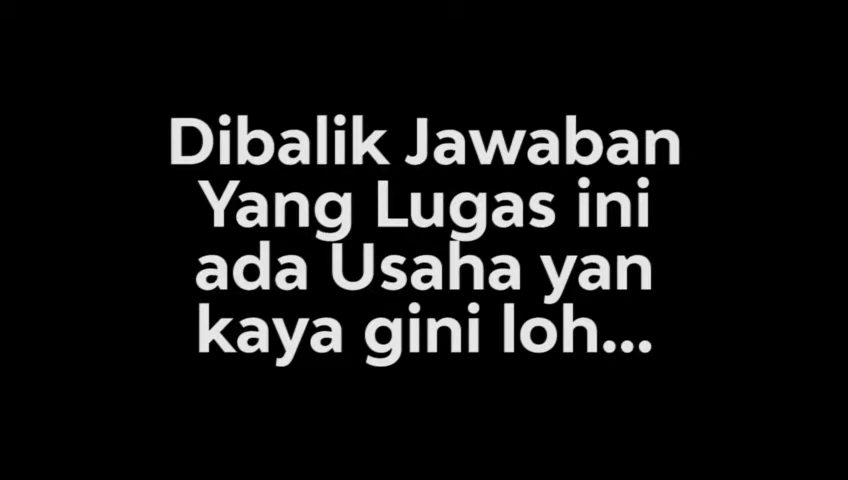 Dibalik Jawaban
Yang Lugas ini
ada Usaha yan
kaya gini loh...